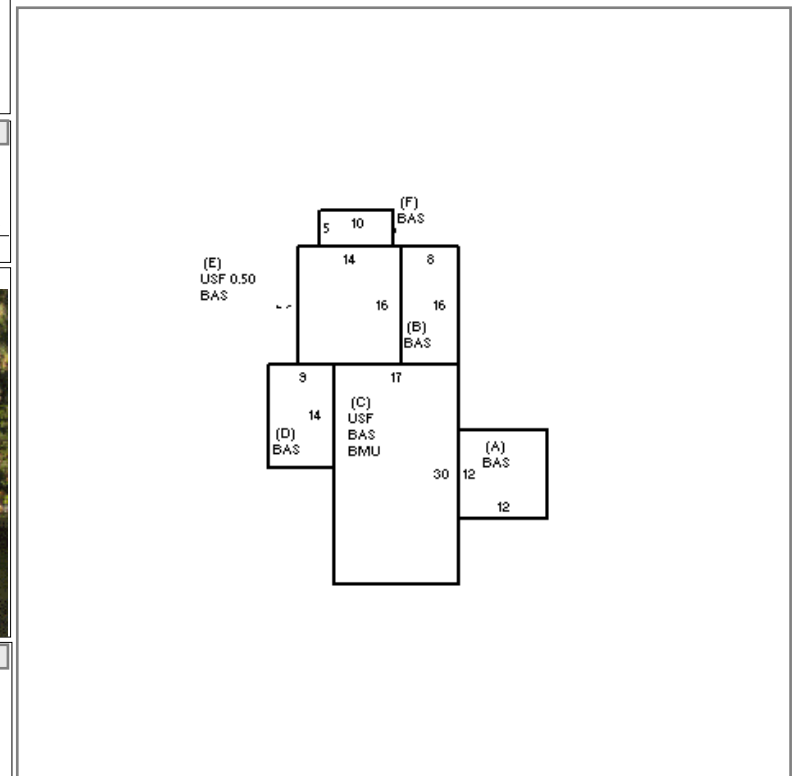 (F)
BAS
5 10
(E)
USF 0.50
BAS
14 8
16 16
(B)
BAS
9 17
14
(C)
USF
BAS
BMU
(D)
BAS
(A)
BAS
30 12
12